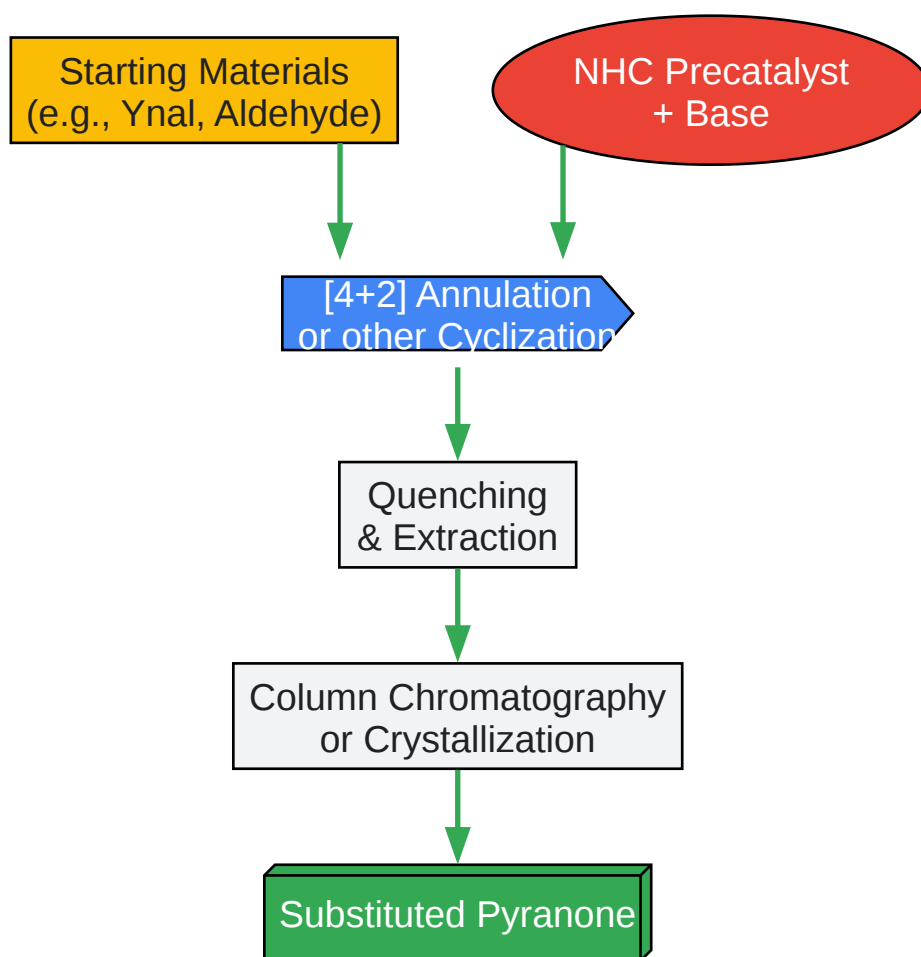 Starting Materials
(e.g., Ynal, Aldehyde)
NHC Precatalyst
+ Base
[4+2] Annulation
or other Cyclization
Quenching
& Extraction
Column Chromatography
or Crystallization
Substituted Pyranone